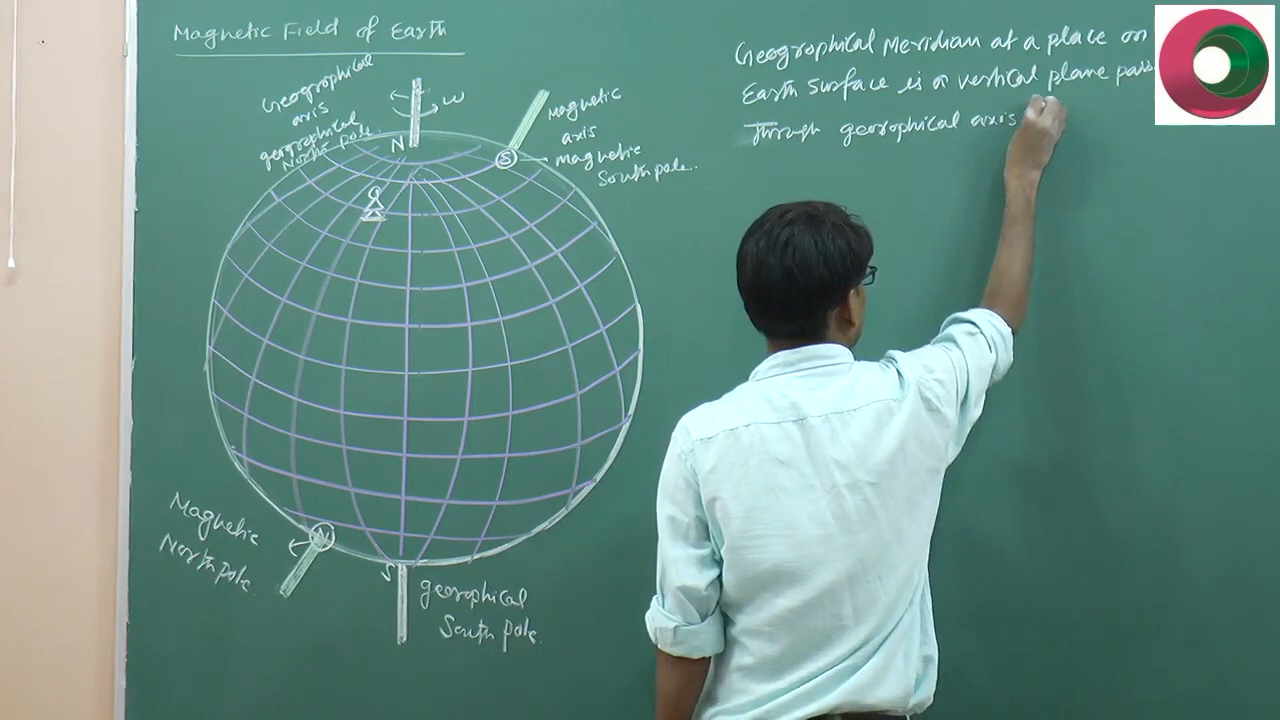 Magnetic Field of Earth
Geographical
axis
geographical
North pole.
N
ω
Magnetic
axis
S
magnetic
South pole.
Geographical Meridian at a place on
Earth Surface is a vertical plane pass
Through geographical axis
Magnetic
North pole
N
S
geographical
South pole.